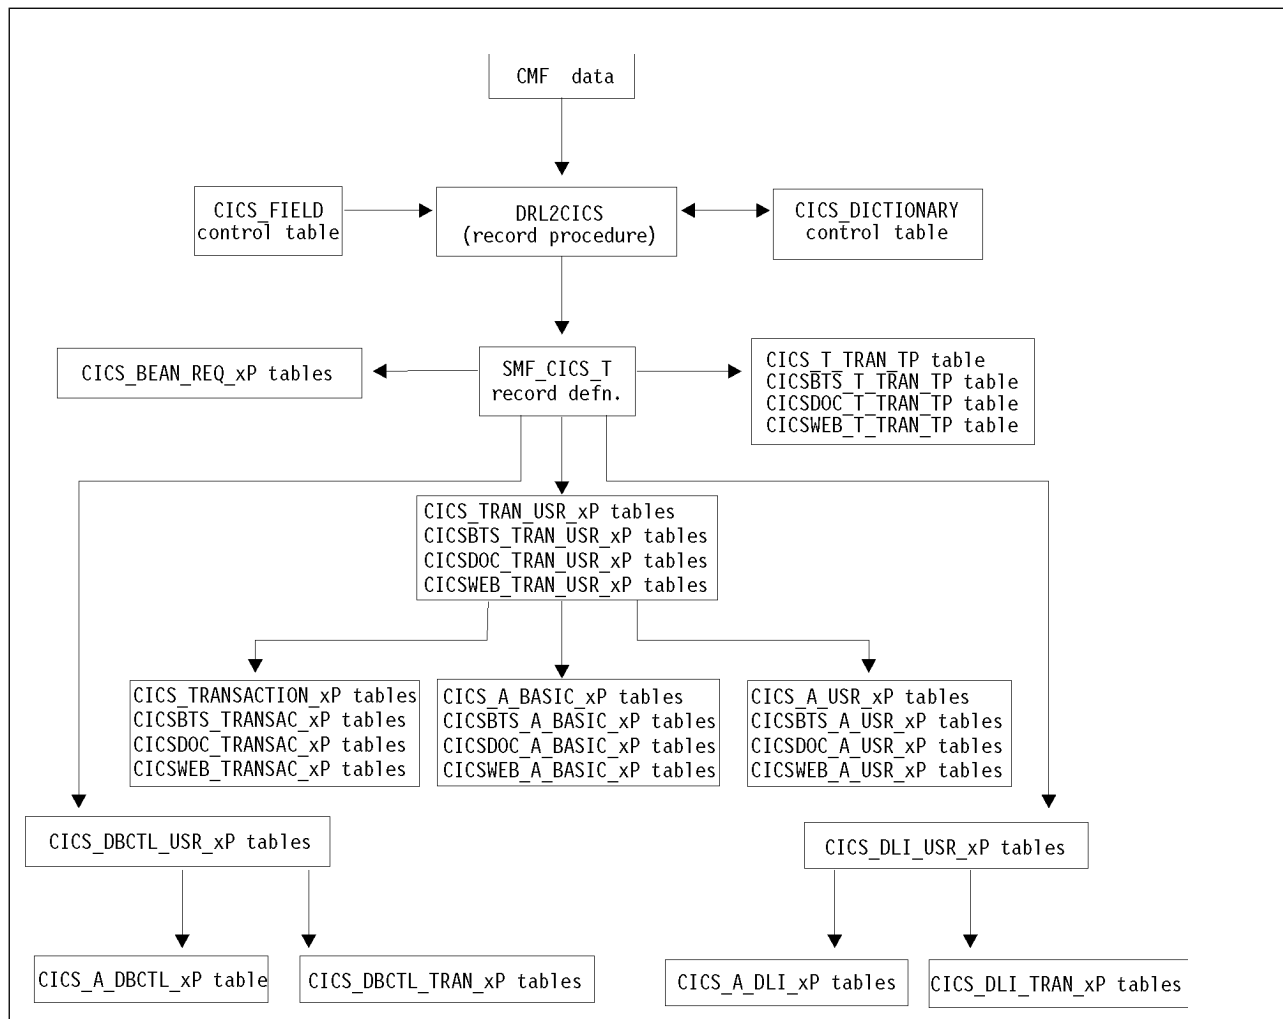 CMF data
CICS_FIELD
control table
DRL2CICS
(record procedure)
CICS_DICTIONARY
control table
CICS_BEAN_REQ_xP tables
SMF_CICS_T
record defn.
CICS_T_TRAN_TP table
CICSBTS_T_TRAN_TP table
CICSDOC_T_TRAN_TP table
CICSWEB_T_TRAN_TP table
CICS_TRAN_USR_xP tables
CICSBTS_TRAN_USR_xP tables
CICSDOC_TRAN_USR_xP tables
CICSWEB_TRAN_USR_xP tables
CICS_TRANSACTION_xP tables
CICSBTS_TRANSAC_xP tables
CICSDOC_TRANSAC_xP tables
CICSWEB_TRANSAC_xP tables
CICS_A_BASIC_xP tables
CICSBTS_A_BASIC_xP tables
CICSDOC_A_BASIC_xP tables
CICSWEB_A_BASIC_xP tables
CICS_A_USR_xP tables
CICSBTS_A_USR_xP tables
CICSDOC_A_USR_xP tables
CICSWEB_A_USR_xP tables
CICS_DBCTL_USR_xP tables
CICS_DLI_USR_xP tables
CICS_A_DBCTL_xP table
CICS_DBCTL_TRAN_xP tables
CICS_A_DLI_xP tables
CICS_DLI_TRAN_xP tables